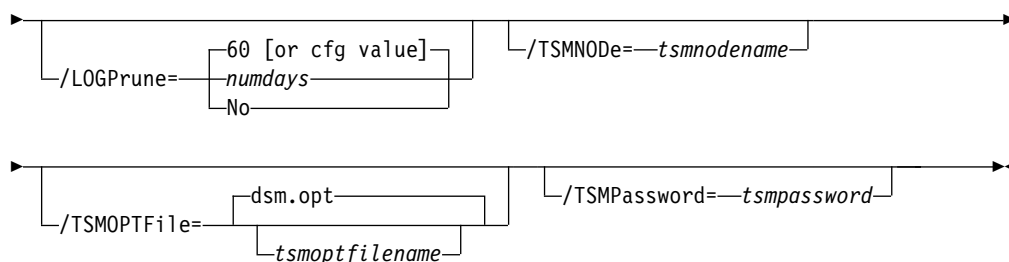 60 [or cfg value]
/LOGPrune= numdays
No
/TSMNODe= tsmnodename
dsm.opt
/TSMOPTFile=
tsmoptfilename
/TSMPassword= tsmpassword